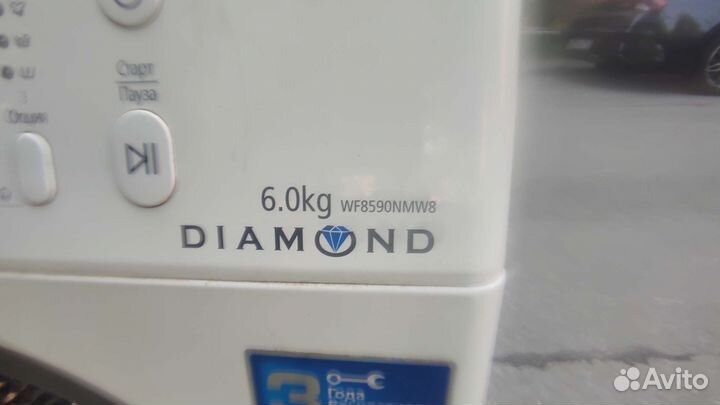 Старт
Пауза
Опция
6.0kg WF8590NMW8
DIAMOND
3 года
Avito